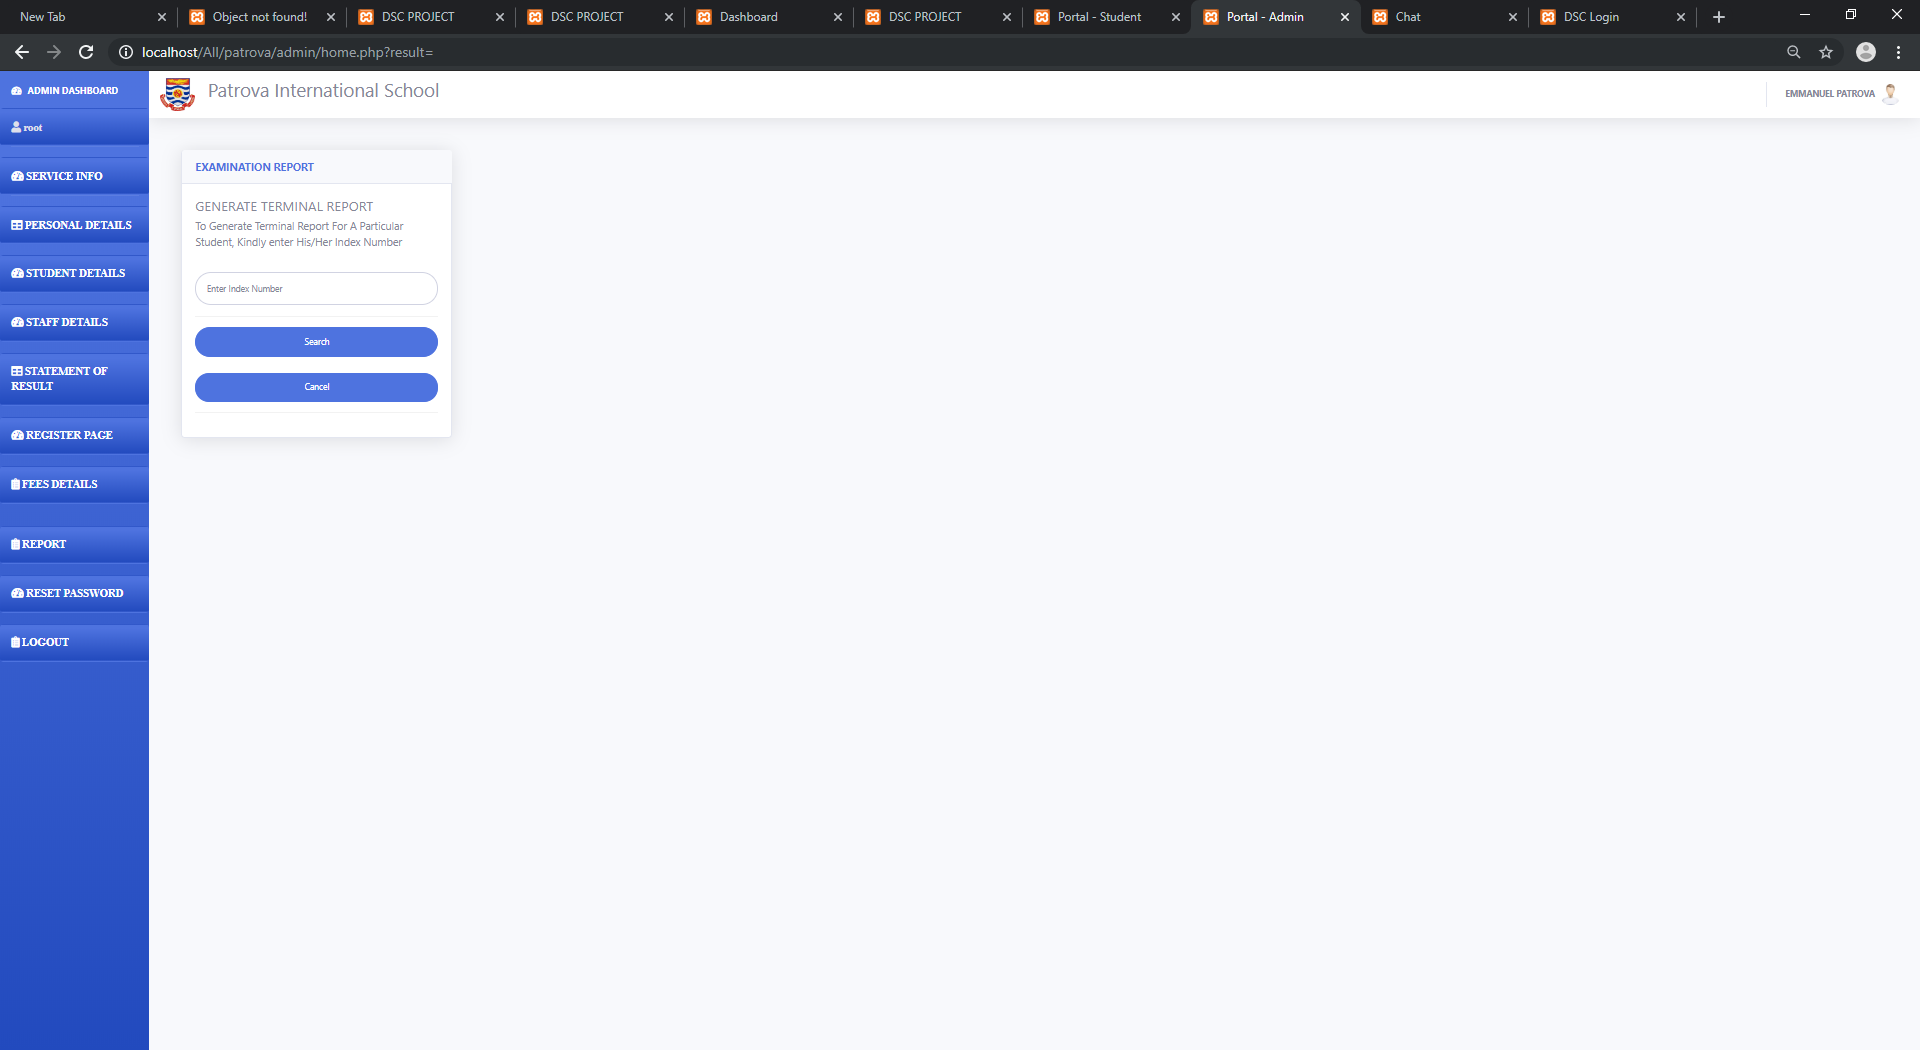 New Tab
Object not found!
DSC PROJECT
DSC PROJECT
Dashboard
DSC PROJECT
Portal - Student
Portal - Admin
Chat
DSC Login
localhost/All/patrova/admin/home.php?result=
ADMIN DASHBOARD
root
SERVICE INFO
PERSONAL DETAILS
STUDENT DETAILS
STAFF DETAILS
STATEMENT OF
RESULT
REGISTER PAGE
FEES DETAILS
REPORT
RESET PASSWORD
LOGOUT
Patrova International School
EMMANUEL PATROVA
EXAMINATION REPORT
GENERATE TERMINAL REPORT
To Generate Terminal Report For A Particular
Student, Kindly enter His/Her Index Number
Enter Index Number
Search
Cancel